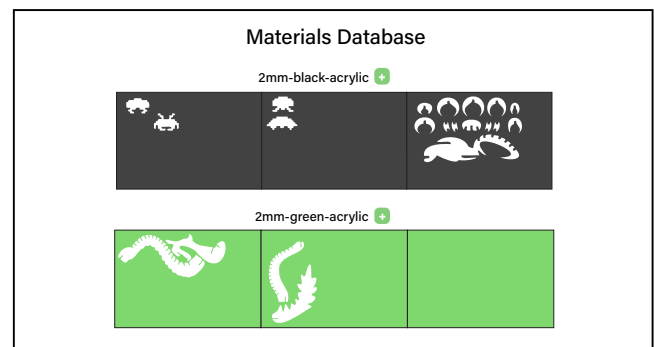 Materials Database
2mm-black-acrylic +
2mm-green-acrylic +